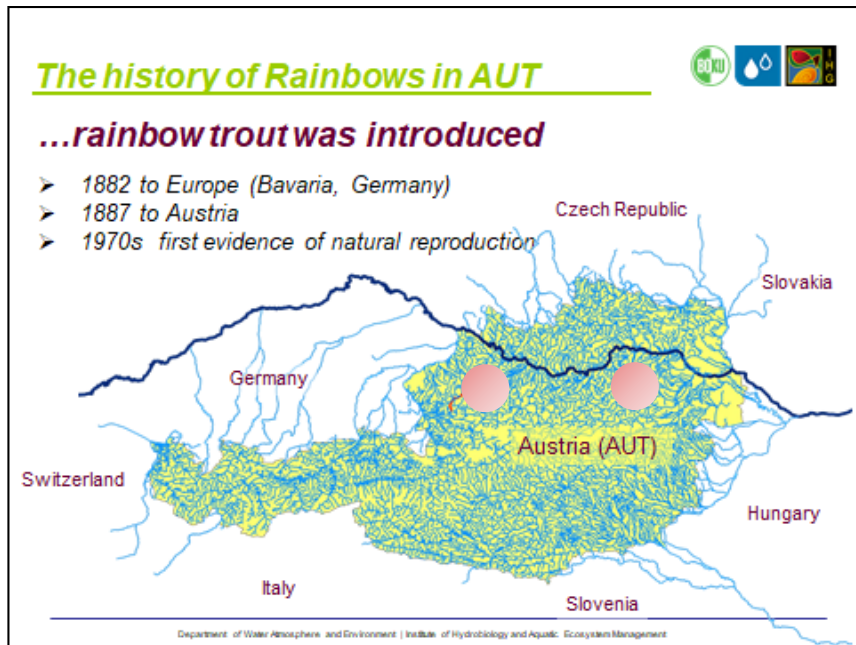 The history of Rainbows in AUT
BOKU
IHG
...rainbow trout was introduced
➢ 1882 to Europe (Bavaria, Germany)
➢ 1887 to Austria
➢ 1970s first evidence of natural reproduction
Czech Republic
Slovakia
Germany
Austria (AUT)
Switzerland
Hungary
Italy
Slovenia
Department of Water Atmosphere and Environment | Institute of Hydrobiology and Aquatic Ecosystem Management